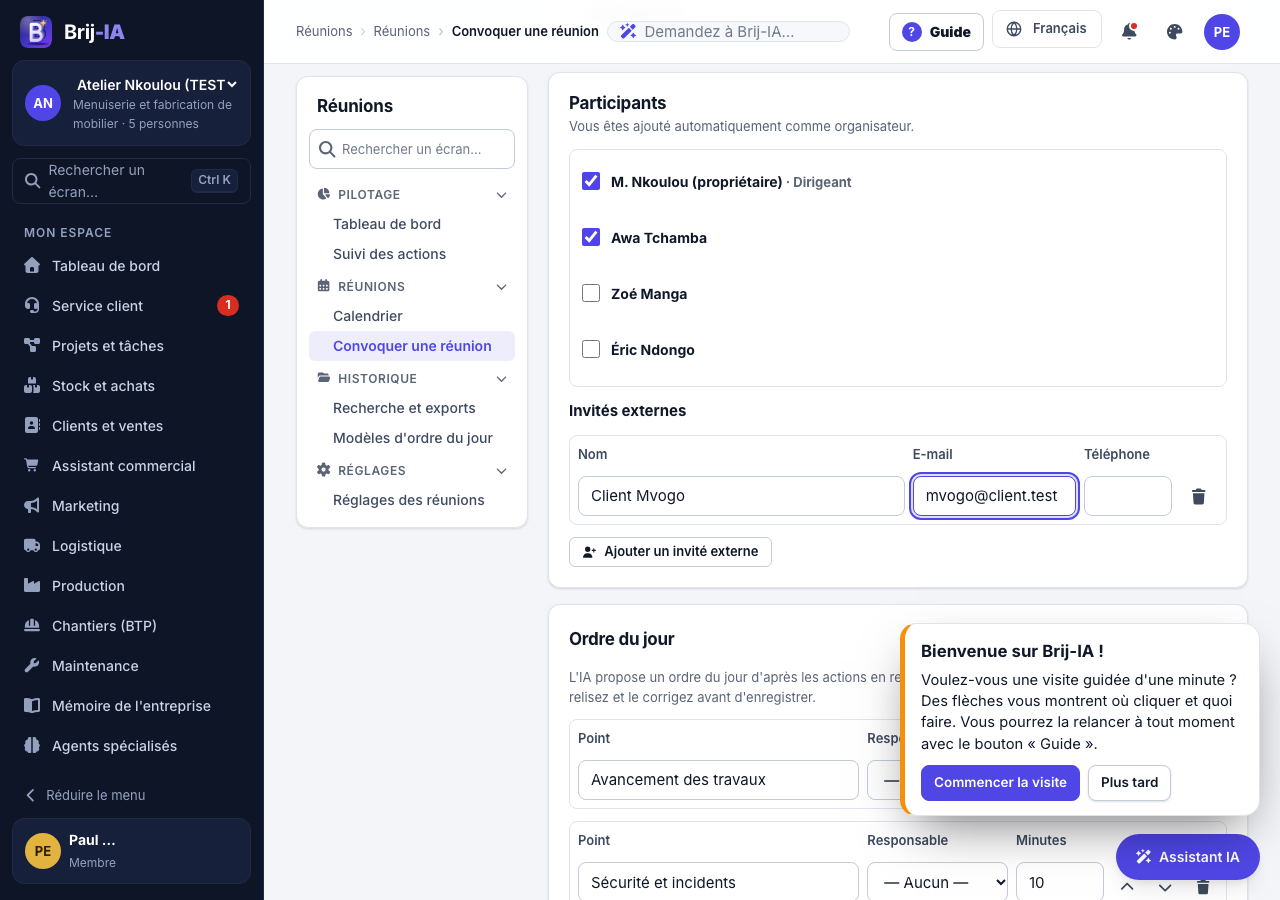 Brij-IA
AN
Atelier Nkoulou (TEST
Menuiserie et fabrication de
mobilier · 5 personnes
Rechercher un
écran...
Ctrl K
MON ESPACE
Tableau de bord
Service client
1
Projets et tâches
Stock et achats
Clients et ventes
Assistant commercial
Marketing
Logistique
Production
Chantiers (BTP)
Maintenance
Mémoire de l'entreprise
Agents spécialisés
Réduire le menu
PE
Paul ...
Membre
Réunions › Réunions › Convoquer une réunion
Demandez à Brij-IA...
? Guide
Français
PE
Réunions
Rechercher un écran...
PILOTAGE
Tableau de bord
Suivi des actions
RÉUNIONS
Calendrier
Convoquer une réunion
HISTORIQUE
Recherche et exports
Modèles d'ordre du jour
RÉGLAGES
Réglages des réunions
Participants
Vous êtes ajouté automatiquement comme organisateur.
M. Nkoulou (propriétaire) · Dirigeant
Awa Tchamba
Zoé Manga
Éric Ndongo
Invités externes
Nom E-mail Téléphone
Client Mvogo mvogo@client.test
Ajouter un invité externe
Ordre du jour
L'IA propose un ordre du jour d'après les actions en re
relisez et le corrigez avant d'enregistrer.
Point
Avancement des travaux —
Point Responsable Minutes
Sécurité et incidents — Aucun — 10
Bienvenue sur Brij-IA !
Voulez-vous une visite guidée d'une minute ?
Des flèches vous montrent où cliquer et quoi
faire. Vous pourrez la relancer à tout moment
avec le bouton « Guide ».
Commencer la visite
Plus tard
Assistant IA